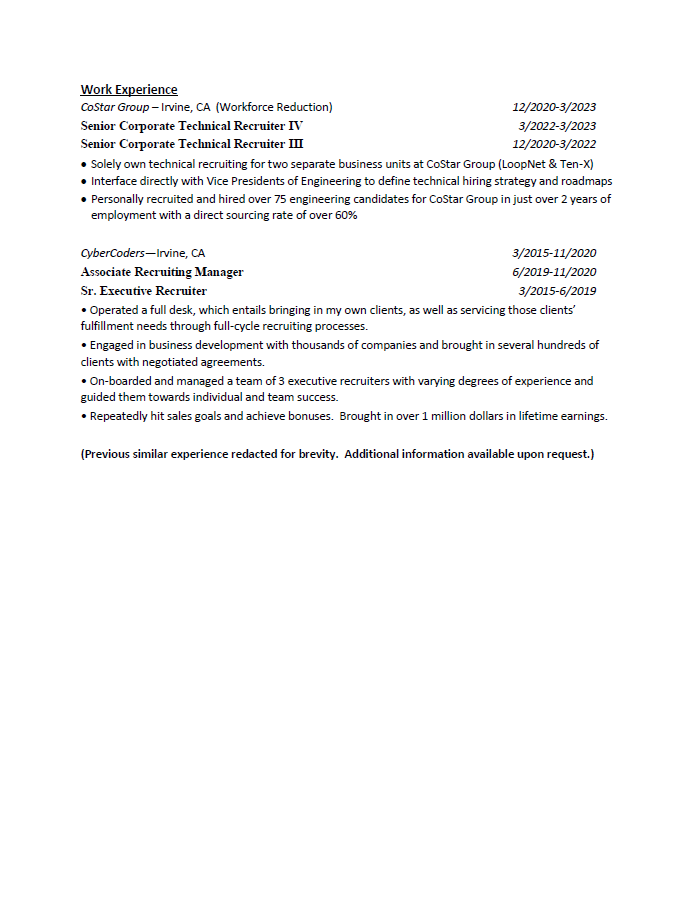 Work Experience
CoStar Group – Irvine, CA (Workforce Reduction) 12/2020-3/2023
Senior Corporate Technical Recruiter IV 3/2022-3/2023
Senior Corporate Technical Recruiter III 12/2020-3/2022
• Solely own technical recruiting for two separate business units at CoStar Group (LoopNet & Ten-X)
• Interface directly with Vice Presidents of Engineering to define technical hiring strategy and roadmaps
• Personally recruited and hired over 75 engineering candidates for CoStar Group in just over 2 years of
employment with a direct sourcing rate of over 60%
CyberCoders—Irvine, CA 3/2015-11/2020
Associate Recruiting Manager 6/2019-11/2020
Sr. Executive Recruiter 3/2015-6/2019
• Operated a full desk, which entails bringing in my own clients, as well as servicing those clients’
fulfillment needs through full-cycle recruiting processes.
• Engaged in business development with thousands of companies and brought in several hundreds of
clients with negotiated agreements.
• On-boarded and managed a team of 3 executive recruiters with varying degrees of experience and
guided them towards individual and team success.
• Repeatedly hit sales goals and achieve bonuses.  Brought in over 1 million dollars in lifetime earnings.
(Previous similar experience redacted for brevity.  Additional information available upon request.)